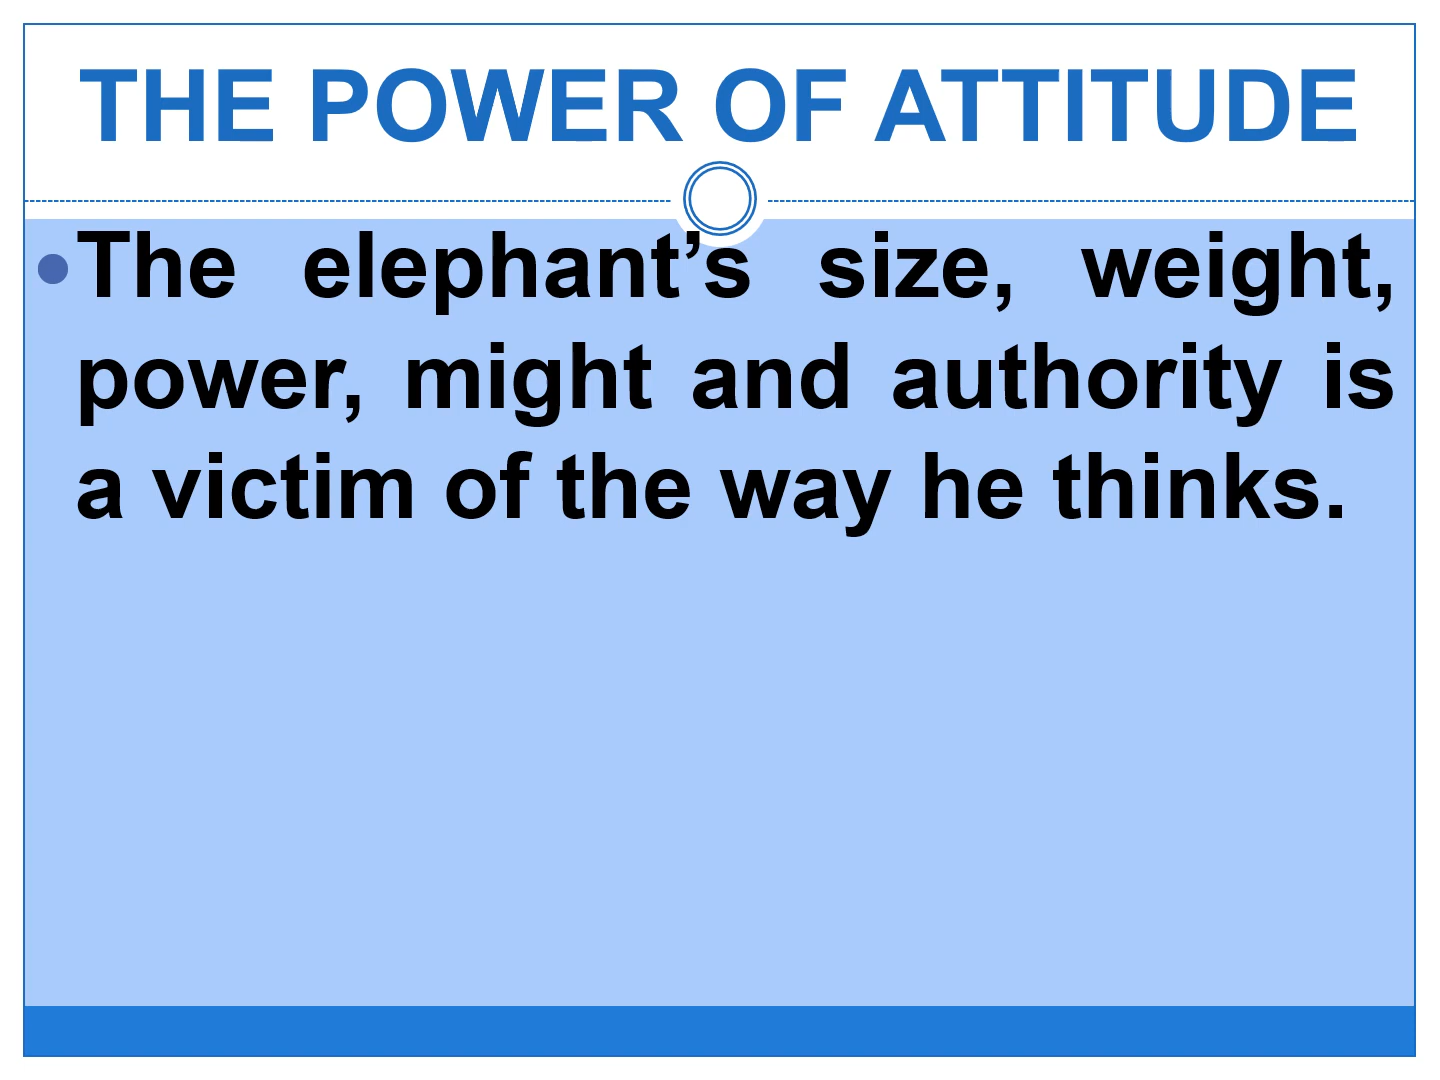 THE POWER OF ATTITUDE
•The elephant’s size, weight,
power, might and authority is
a victim of the way he thinks.